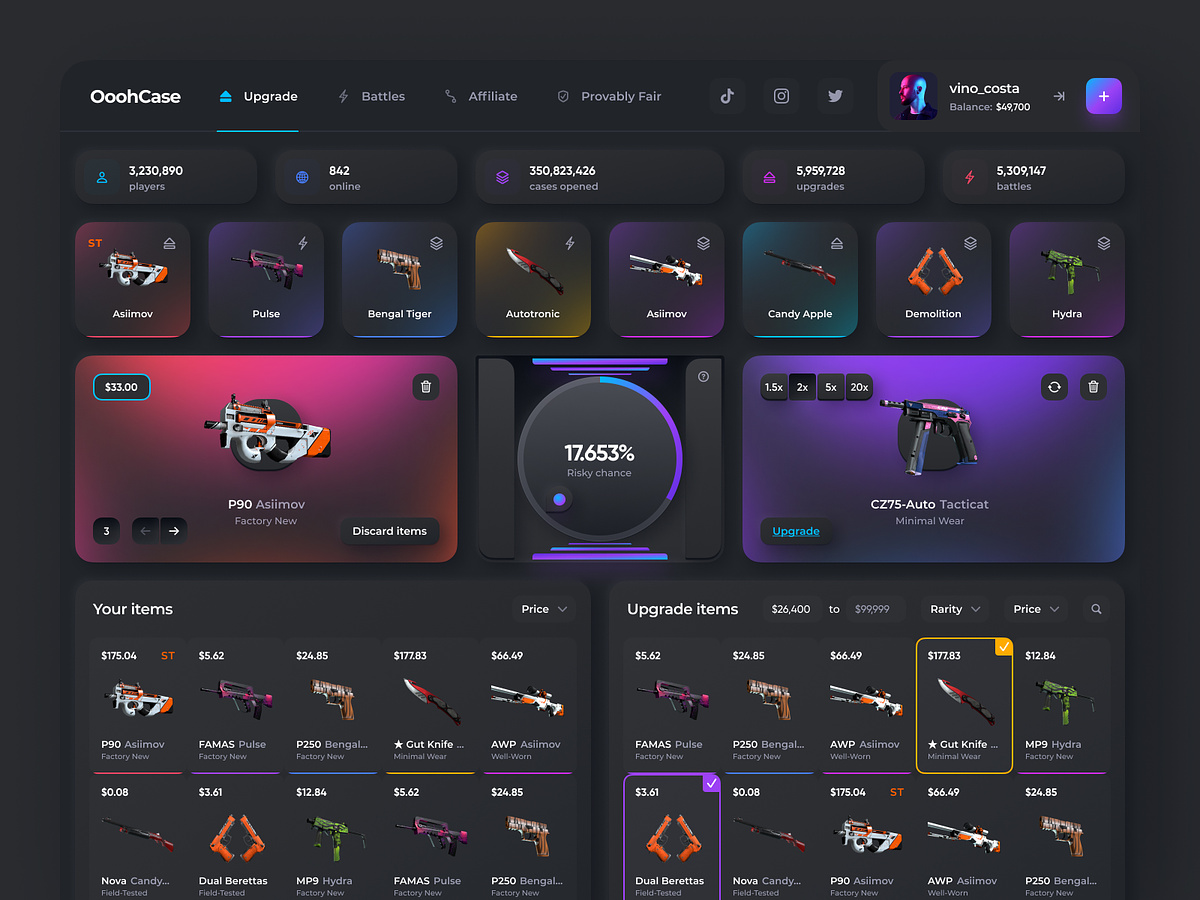 OoohCase
Upgrade
Battles
Affiliate
Provably Fair
vino_costa
Balance: $49,700
3,230,890
players
842
online
350,823,426
cases opened
5,959,728
upgrades
5,309,147
battles
ST
Asiimov
Pulse
Bengal Tiger
Autotronic
Asiimov
Candy Apple
Demolition
Hydra
$33.00
P90 Asiimov
Factory New
3
Discard items
17.653%
Risky chance
1.5x 2x 5x 20x
CZ75-Auto Tacticat
Minimal Wear
Upgrade
Your items
Price
$175.04 ST
P90 Asiimov
Factory New
$5.62
FAMAS Pulse
Factory New
$24.85
P250 Bengal...
Factory New
$177.83
★ Gut Knife ...
Minimal Wear
$66.49
AWP Asiimov
Well-Worn
$0.08
Nova Candy...
Field-Tested
$3.61
Dual Berettas
Field-Tested
$12.84
MP9 Hydra
Factory New
$5.62
FAMAS Pulse
Factory New
$24.85
P250 Bengal...
Factory New
Upgrade items
$26,400 to $99,999
Rarity
Price
$5.62
FAMAS Pulse
Factory New
$24.85
P250 Bengal...
Factory New
$66.49
AWP Asiimov
Well-Worn
$177.83
★ Gut Knife ...
Minimal Wear
$12.84
MP9 Hydra
Factory New
$3.61
Dual Berettas
Field-Tested
$0.08
Nova Candy...
Field-Tested
$175.04 ST
P90 Asiimov
Factory New
$66.49
AWP Asiimov
Well-Worn
$24.85
P250 Bengal...
Factory New